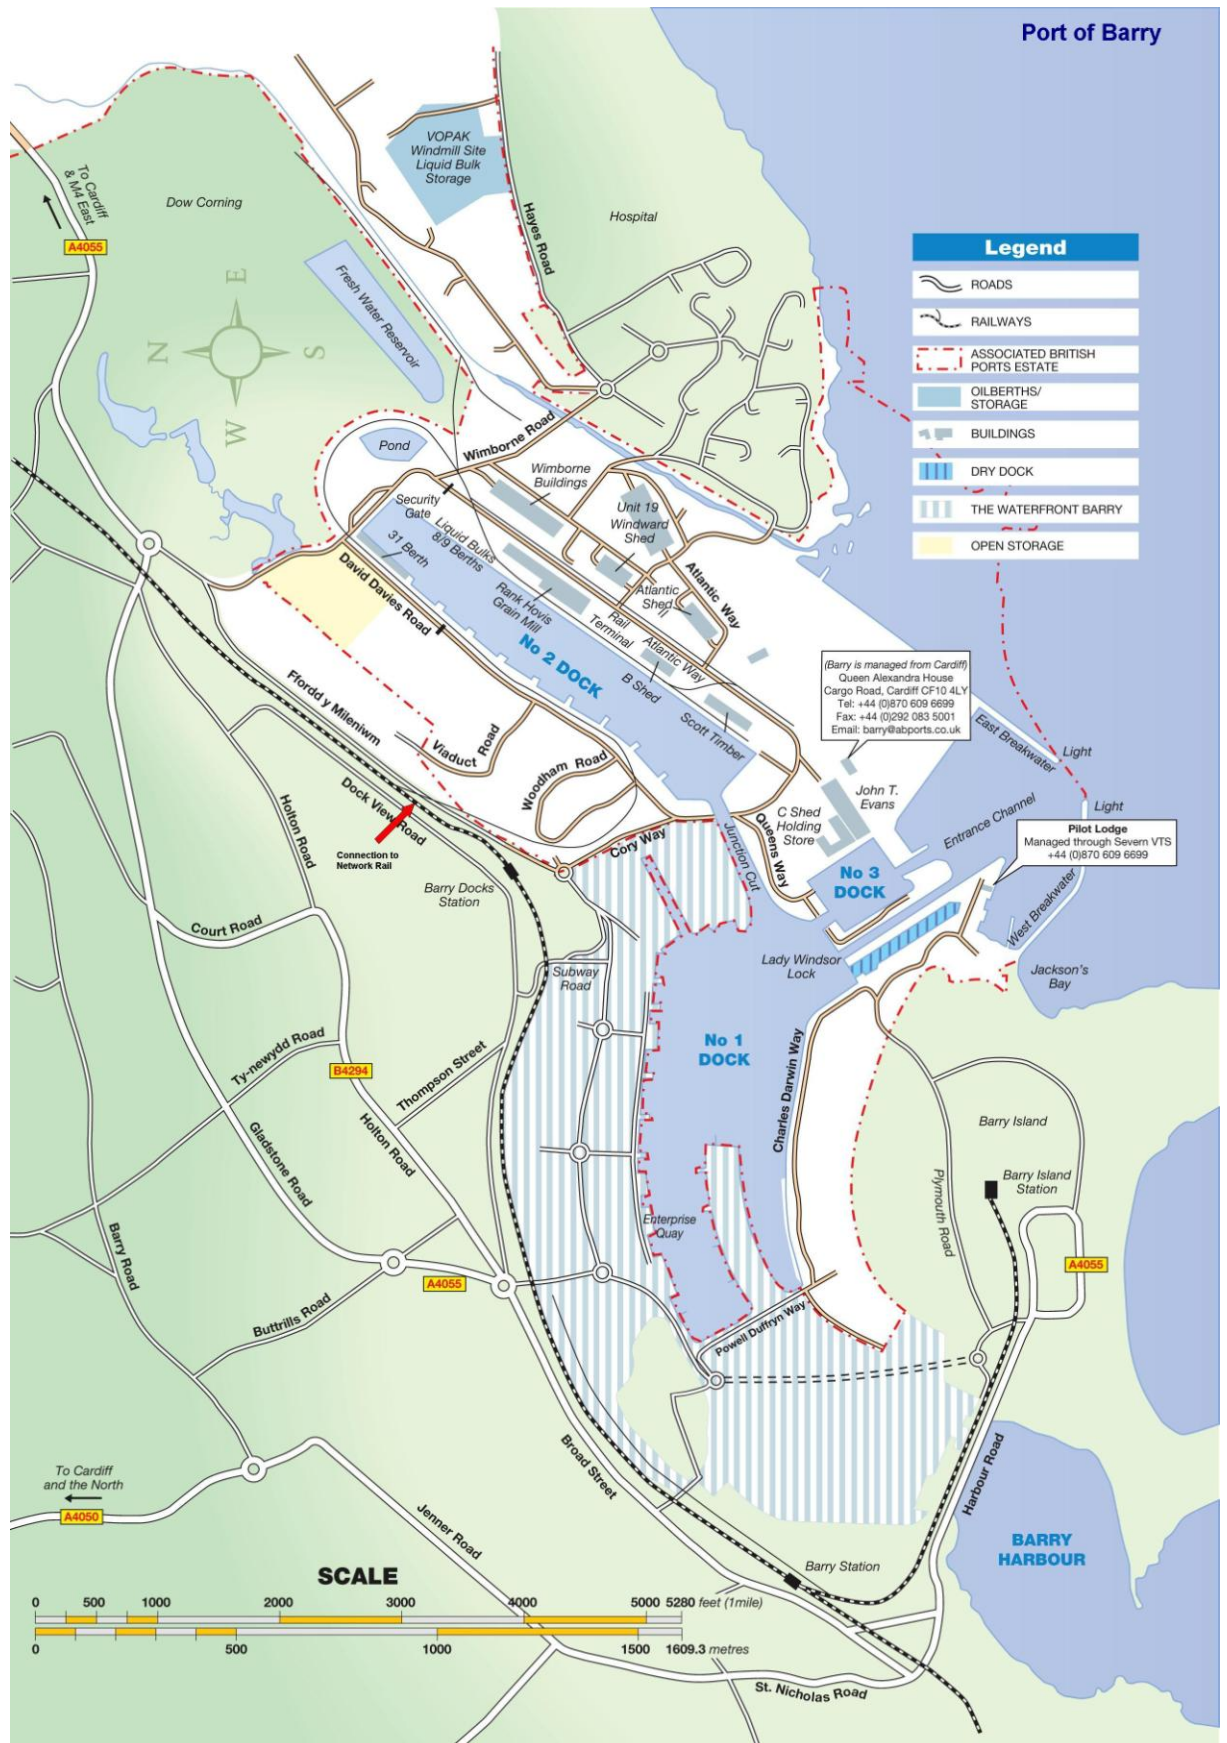 Port of Barry
VOPAK
Windmill Site
Liquid Bulk
Storage
To Cardiff
& M4 East
Dow Corning
Hayes Road
Hospital
A4055
N
E
S
W
Fresh Water Reservoir
Legend
ROADS
RAILWAYS
ASSOCIATED BRITISH
PORTS ESTATE
OILBERTHS/
STORAGE
BUILDINGS
DRY DOCK
THE WATERFRONT BARRY
OPEN STORAGE
Pond
Wimborne Road
Wimborne
Buildings
Security
Gate
Liquid Bulks
8/9 Berths
31 Berth
Unit 19
Windward
Shed
David Davies Road
Rank Hovis
Grain Mill
Atlantic
Shed
Atlantic Way
Rail
Terminal
Atlantic Way
No 2 DOCK
B Shed
Scott Timber
(Barry is managed from Cardiff)
Queen Alexandra House
Cargo Road, Cardiff CF10 4LY
Tel: +44 (0)870 609 6699
Fax: +44 (0)292 083 5001
Email: barry@abports.co.uk
Ffordd y Mileniwm
Viaduct Road
Woodham Road
East Breakwater
Light
Light
Dock View Road
Holton Road
Connection to
Network Rail
Cory Way
Junction Cut
Queens Way
C Shed
Holding
Store
John T.
Evans
Entrance Channel
Pilot Lodge
Managed through Severn VTS
+44 (0)870 609 6699
Barry Docks
Station
No 3
DOCK
West Breakwater
Court Road
Subway
Road
Lady Windsor
Lock
Jackson's
Bay
No 1
DOCK
Ty-newydd Road
B4294
Thompson Street
Charles Darwin Way
Gladstone Road
Holton Road
Barry Island
Plymouth Road
Barry Island
Station
Barry Road
Enterprise
Quay
A4055
A4055
Buttrills Road
Powell Duffryn Way
Broad Street
Harbour Road
To Cardiff
and the North
A4050
Jenner Road
BARRY
HARBOUR
Barry Station
SCALE
0 500 1000 2000 3000 4000 5000 5280 feet (1mile)
0 500 1000 1500 1609.3 metres
St. Nicholas Road